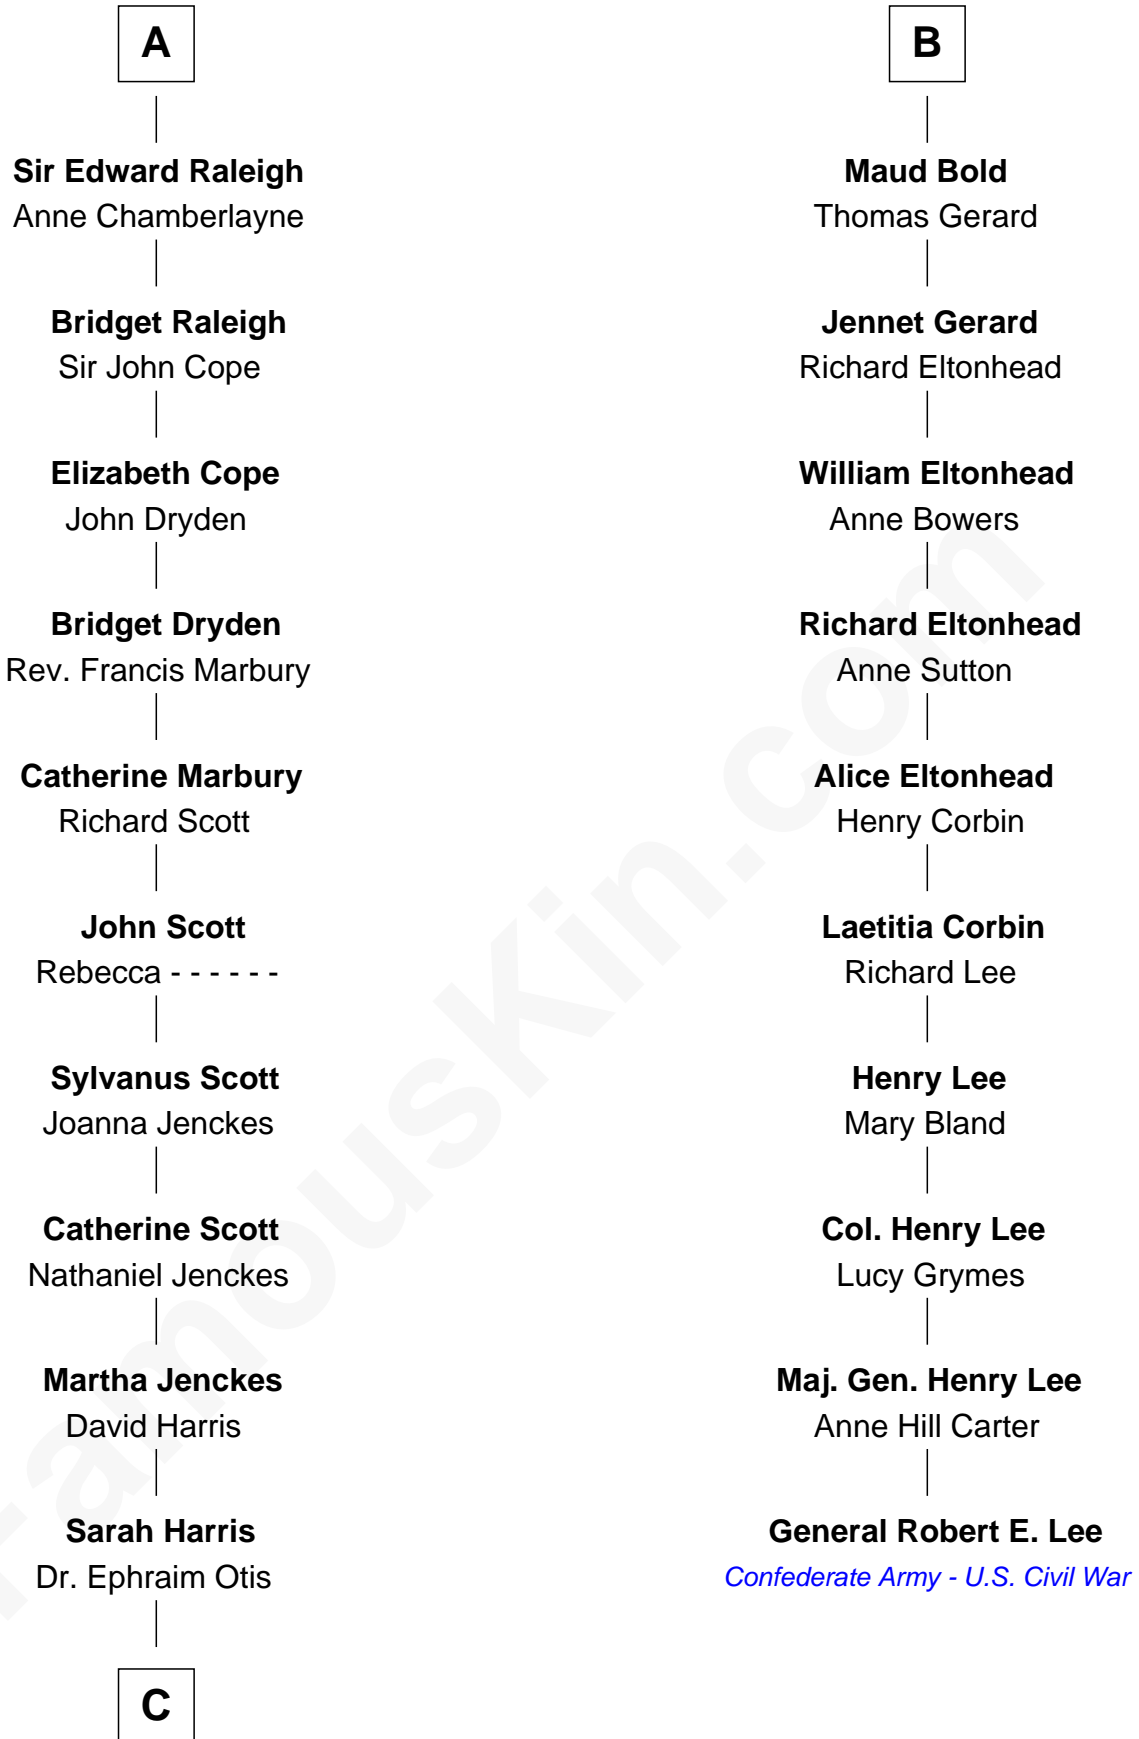 A
Sir Edward Raleigh
Anne Chamberlayne
Bridget Raleigh
Sir John Cope
Elizabeth Cope
John Dryden
Bridget Dryden
Rev. Francis Marbury
Catherine Marbury
Richard Scott
John Scott
Rebecca - - - - - -
Sylvanus Scott
Joanna Jenckes
Catherine Scott
Nathaniel Jenckes
Martha Jenckes
David Harris
Sarah Harris
Dr. Ephraim Otis
C
B
Maud Bold
Thomas Gerard
Jennet Gerard
Richard Eltonhead
William Eltonhead
Anne Bowers
Richard Eltonhead
Anne Sutton
Alice Eltonhead
Henry Corbin
Laetitia Corbin
Richard Lee
Henry Lee
Mary Bland
Col. Henry Lee
Lucy Grymes
Maj. Gen. Henry Lee
Anne Hill Carter
General Robert E. Lee
Confederate Army - U.S. Civil War
FamousKin.com